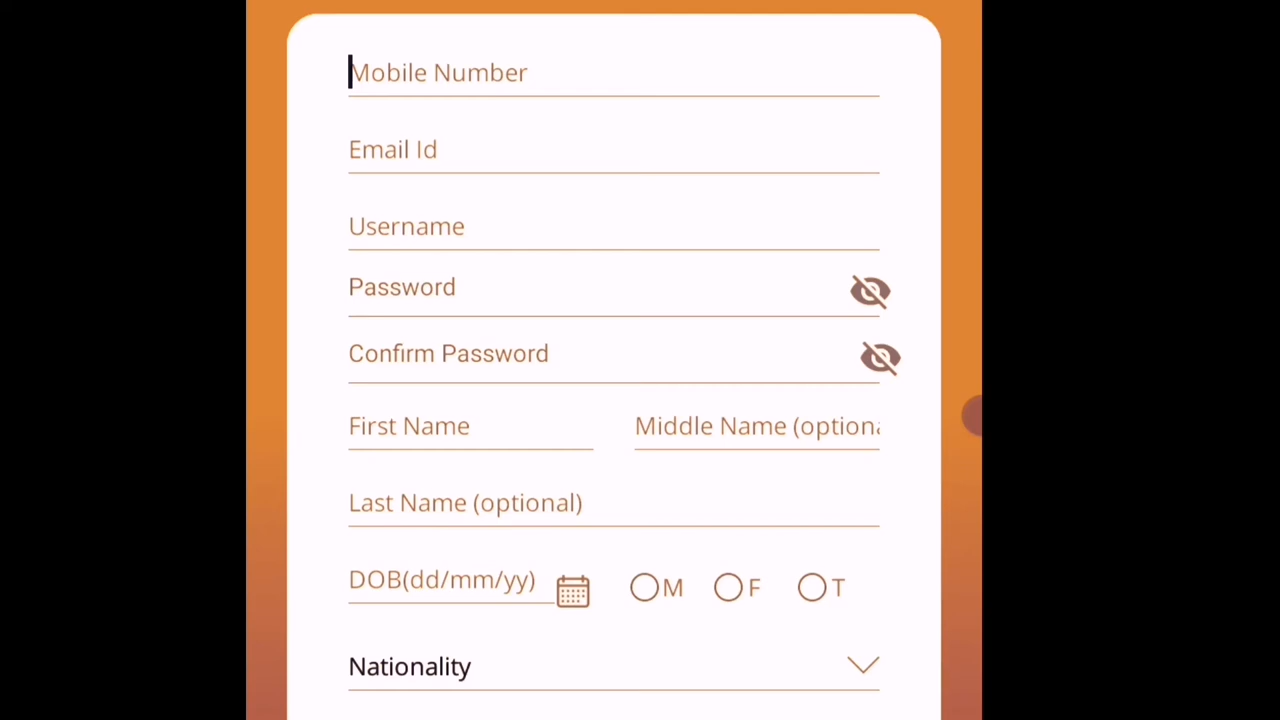 Mobile Number
Email Id
Username
Password
Confirm Password
First Name Middle Name (optiona
Last Name (optional)
DOB(dd/mm/yy) M F T
Nationality